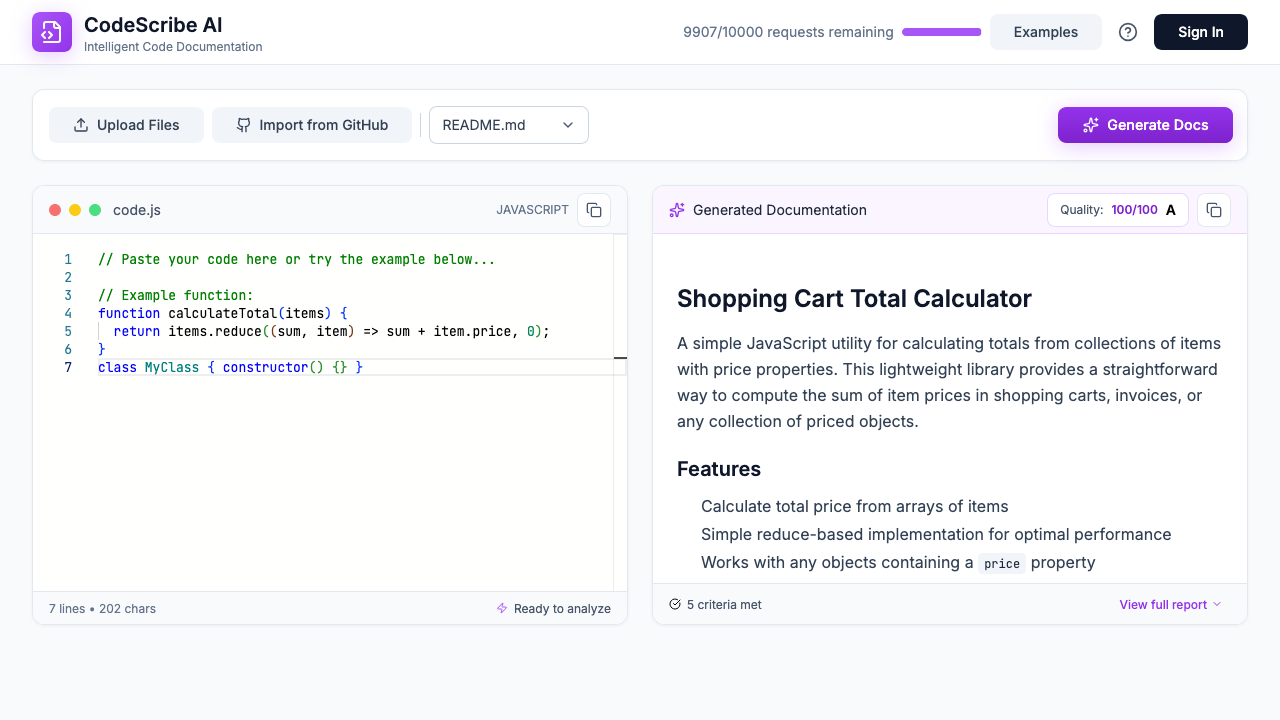 CodeScribe AI
Intelligent Code Documentation
9907/10000 requests remaining
Examples
Sign In
Upload Files
Import from GitHub
README.md
Generate Docs
code.js
JAVASCRIPT
1 // Paste your code here or try the example below...
2
3 // Example function:
4 function calculateTotal(items) {
5 return items.reduce((sum, item) => sum + item.price, 0);
6 }
7 class MyClass { constructor() {} }
7 lines • 202 chars
Ready to analyze
Generated Documentation
Quality: 100/100 A
Shopping Cart Total Calculator
A simple JavaScript utility for calculating totals from collections of items
with price properties. This lightweight library provides a straightforward
way to compute the sum of item prices in shopping carts, invoices, or
any collection of priced objects.
Features
Calculate total price from arrays of items
Simple reduce-based implementation for optimal performance
Works with any objects containing a price property
5 criteria met
View full report